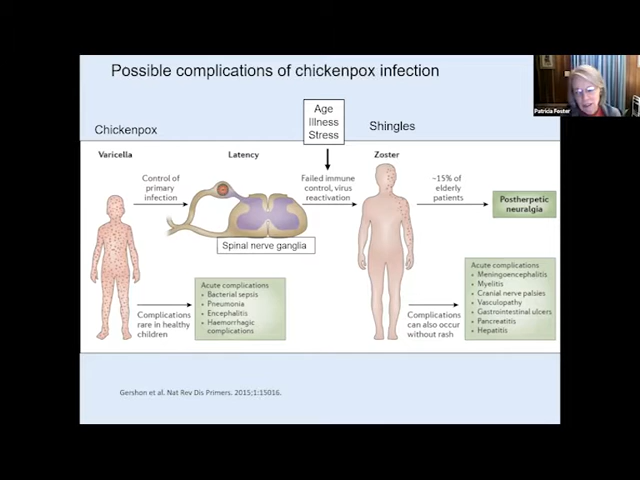 Possible complications of chickenpox infection
Patricia Foster
Age
Illness
Stress
Chickenpox
Shingles
Varicella
Latency
Zoster
Control of
primary
infection
Failed immune
control, virus
reactivation
~15% of
elderly
patients
Postherpetic
neuralgia
Spinal nerve ganglia
Complications
rare in healthy
children
Acute complications
• Bacterial sepsis
• Pneumonia
• Encephalitis
• Haemorrhagic
complications
Complications
can also occur
without rash
Acute complications
• Meningoencephalitis
• Myelitis
• Cranial nerve palsies
• Vasculopathy
• Gastrointestinal ulcers
• Pancreatitis
• Hepatitis
Gershon et al. Nat Rev Dis Primers. 2015;1:15016.